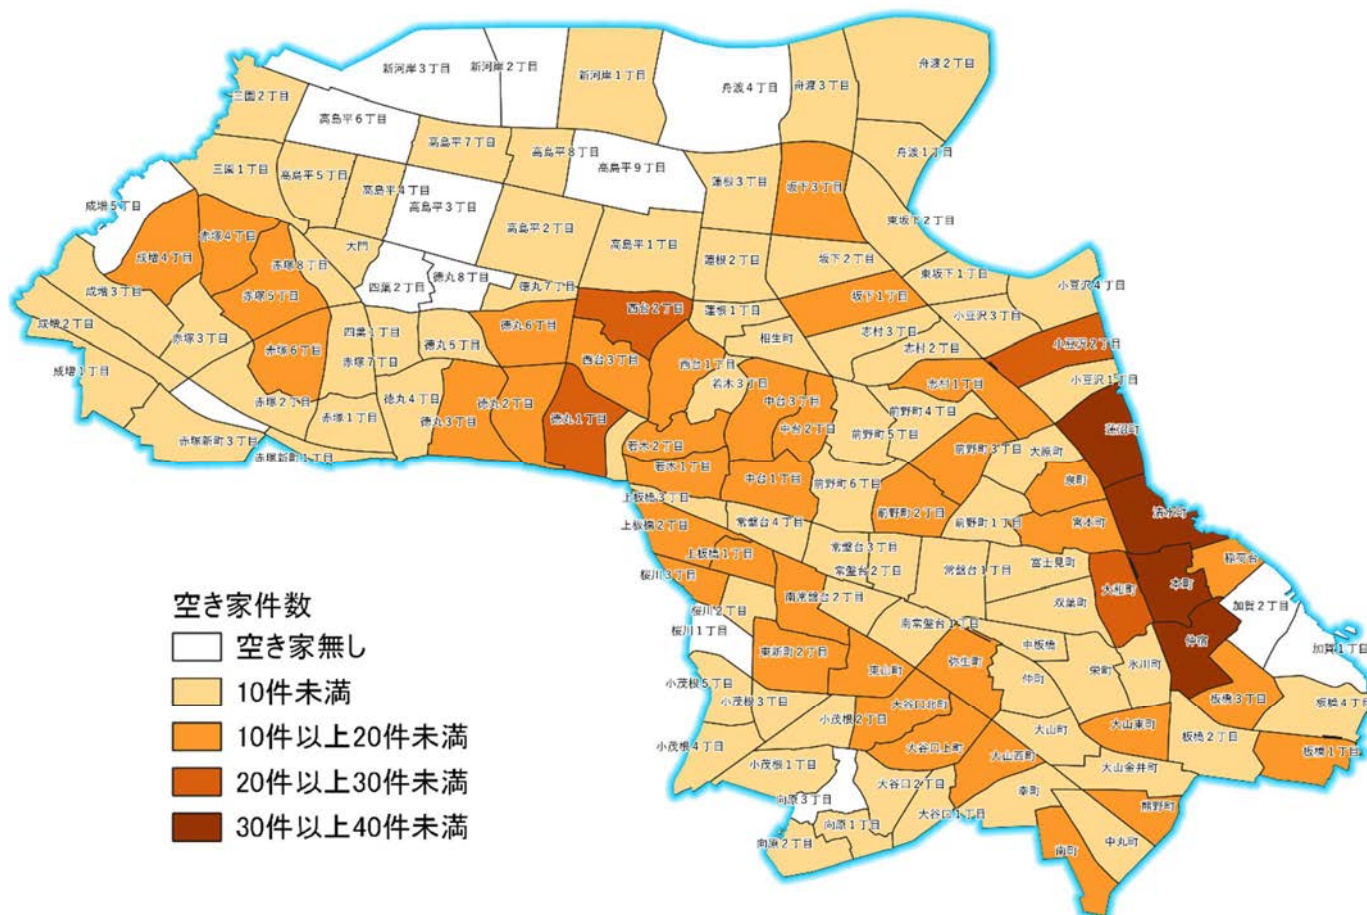 舟渡2丁目
新河岸3丁目
新河岸2丁目
新河岸1丁目
舟渡4丁目
舟渡3丁目
三園2丁目
高島平6丁目
高島平7丁目
高島平8丁目
高島平9丁目
舟渡1丁目
三園1丁目
高島平5丁目
高島平4丁目
高島平3丁目
蓮根3丁目
坂下3丁目
成増5丁目
赤塚4丁目
高島平2丁目
高島平1丁目
東坂下2丁目
成増4丁目
赤塚8丁目
大門
四葉2丁目
徳丸8丁目
徳丸7丁目
蓮根2丁目
坂下2丁目
東坂下1丁目
小豆沢4丁目
成増3丁目
赤塚5丁目
西台2丁目
蓮根1丁目
坂下1丁目
小豆沢3丁目
成増2丁目
赤塚3丁目
四葉1丁目
徳丸5丁目
徳丸6丁目
相生町
志村3丁目
志村2丁目
小豆沢2丁目
成増1丁目
赤塚6丁目
赤塚7丁目
西台3丁目
西台1丁目
若木3丁目
志村1丁目
小豆沢1丁目
赤塚2丁目
赤塚1丁目
徳丸4丁目
徳丸3丁目
徳丸2丁目
徳丸1丁目
中台3丁目
中台2丁目
前野町4丁目
前野町5丁目
蓮沼町
赤塚新町3丁目
赤塚新町1丁目
若木2丁目
若木1丁目
中台1丁目
前野町6丁目
前野町3丁目
大原町
泉町
上板橋3丁目
上板橋2丁目
常盤台4丁目
前野町2丁目
前野町1丁目
宮本町
清水町
上板橋1丁目
常盤台3丁目
常盤台2丁目
常盤台1丁目
富士見町
大和町
本町
稲荷台
桜川3丁目
桜川2丁目
南常盤台2丁目
南常盤台1丁目
双葉町
加賀2丁目
加賀1丁目
桜川1丁目
東新町2丁目
東山町
弥生町
中板橋
仲町
栄町
氷川町
仲宿
小茂根5丁目
小茂根3丁目
小茂根2丁目
大谷口北町
板橋3丁目
板橋4丁目
小茂根4丁目
小茂根1丁目
大谷口上町
大山西町
大山町
大山東町
板橋2丁目
板橋1丁目
向原3丁目
大谷口2丁目
大谷口1丁目
幸町
大山金井町
熊野町
向原2丁目
向原1丁目
中丸町
南町
空き家件数
空き家無し
10件未満
10件以上20件未満
20件以上30件未満
30件以上40件未満